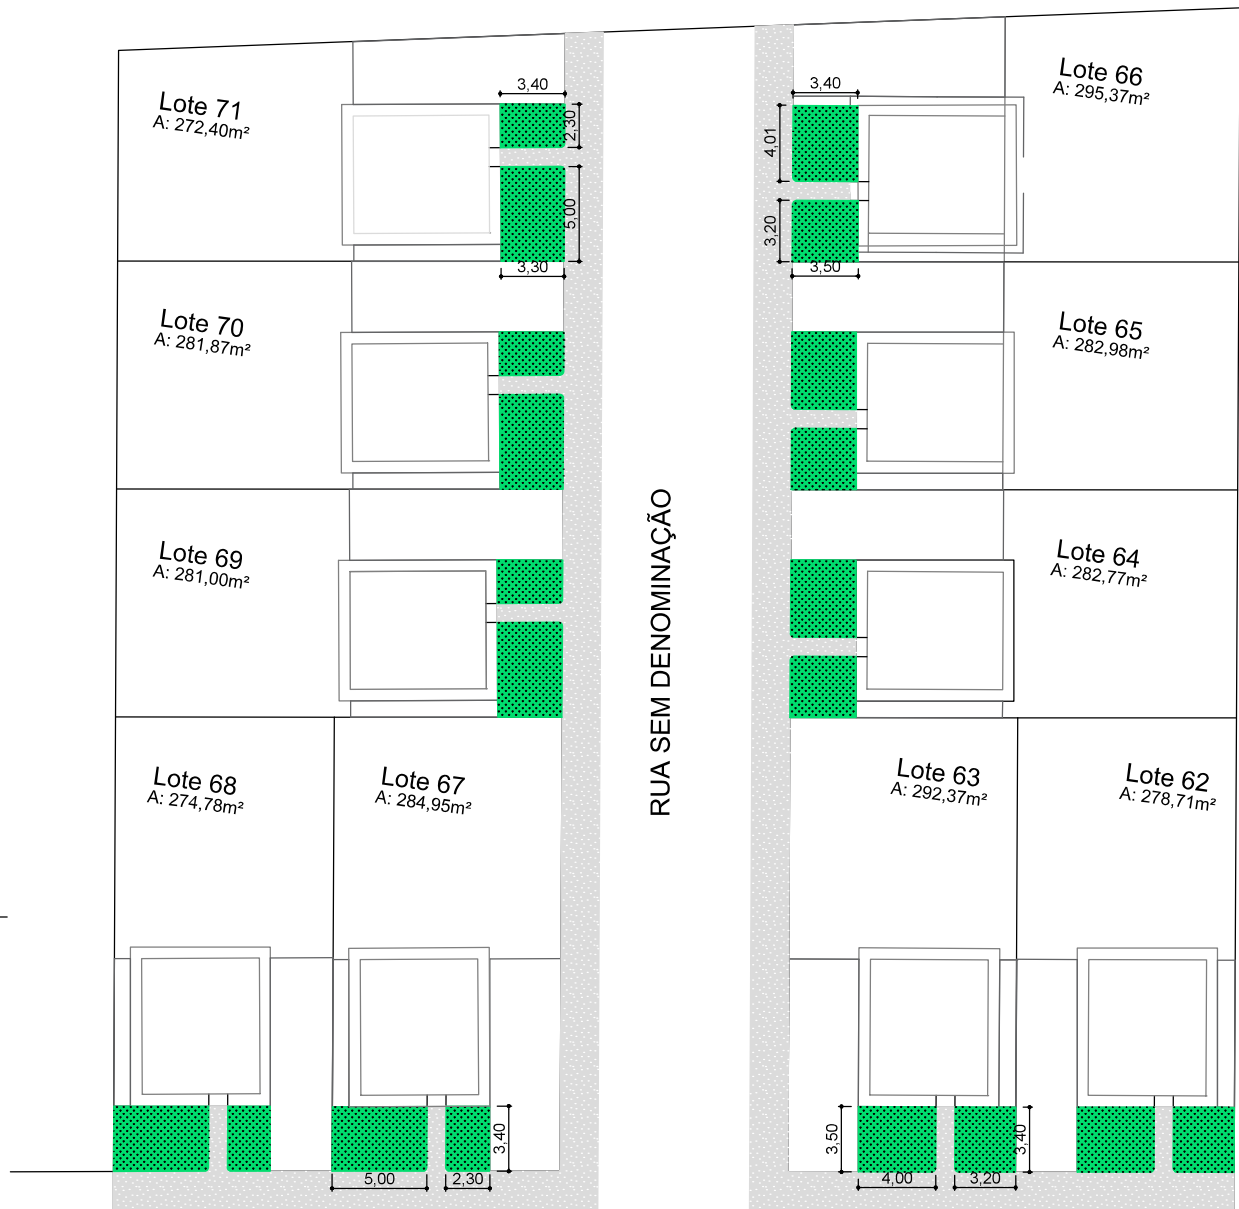 Lote 71
A: 272,40m²
3,40
2,30
5,00
3,30
3,40
4,01
3,20
3,50
Lote 66
A: 295,37m²
Lote 70
A: 281,87m²
Lote 65
A: 282,98m²
Lote 69
A: 281,00m²
RUA SEM DENOMINAÇÃO
Lote 64
A: 282,77m²
Lote 68
A: 274,78m²
Lote 67
A: 284,95m²
Lote 63
A: 292,37m²
Lote 62
A: 278,71m²
3,40
5,00
2,30
3,50
3,40
4,00
3,20